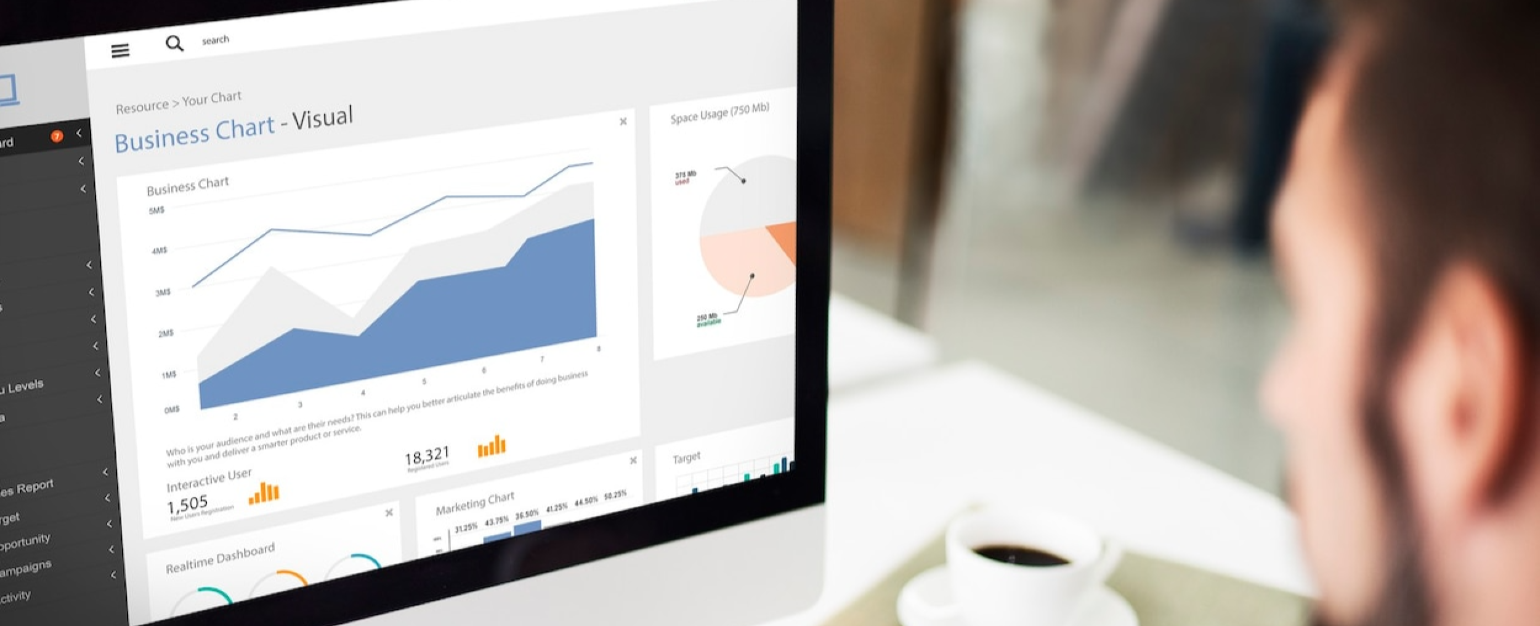 search
Resource > Your Chart
Business Chart - Visual
Business Chart
5M$
4M$
3M$
2M$
1M$
0M$
2
3
4
5
6
7
8
Who is your audience and what are their needs? This can help you better articulate the benefits of doing business
with you and deliver a smarter product or service.
Interactive User
1,505
New Users Registration
18,321
Registered Users
Space Usage (750 Mb)
375 Mb
used
250 Mb
available
Realtime Dashboard
Marketing Chart
31.25% 43.75% 36.50% 41.25% 44.50% 50.25%
Target
ard
7
u Levels
a
es Report
rget
pportunity
ampaigns
ctivity